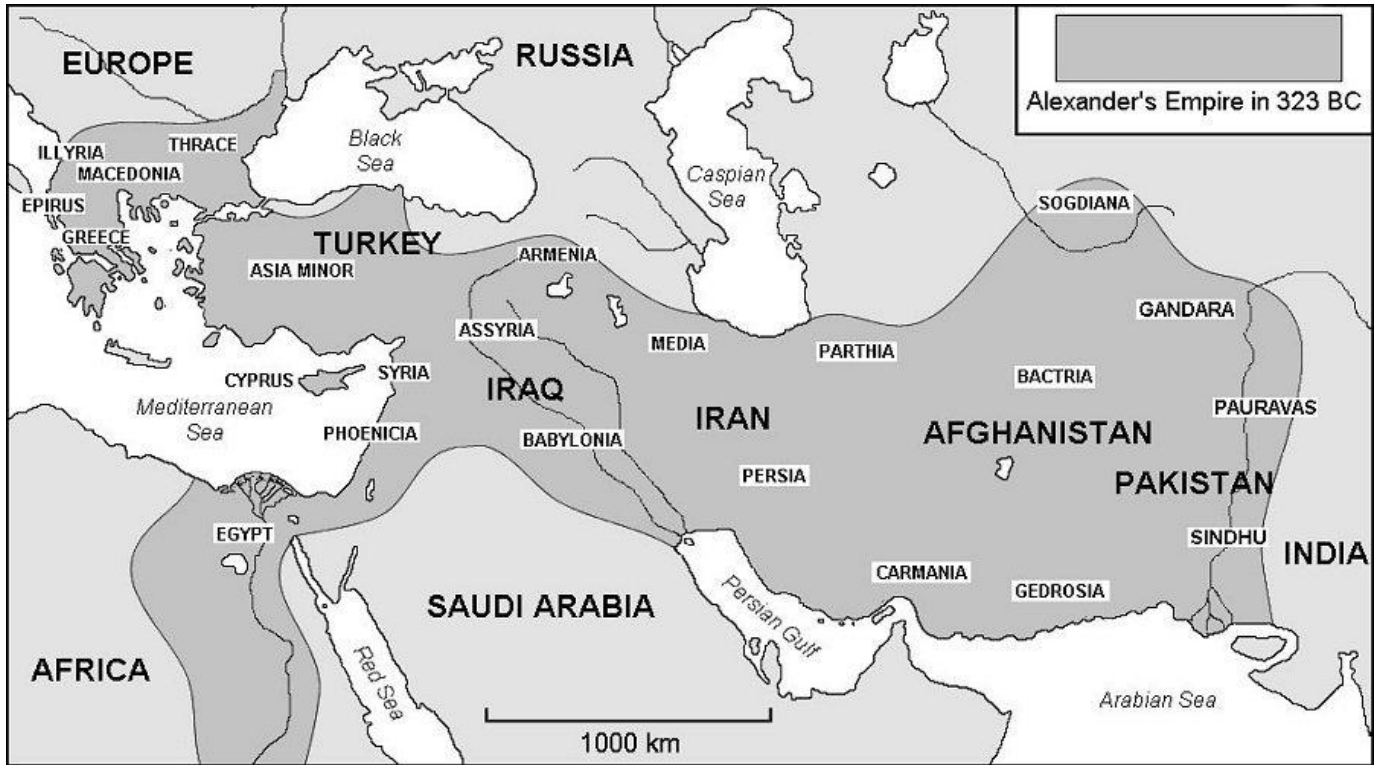 EUROPE
RUSSIA
Alexander's Empire in 323 BC
THRACE
Black
Sea
ILLYRIA
MACEDONIA
Caspian
Sea
EPIRUS
SOGDIANA
GREECE
TURKEY
ARMENIA
ASIA MINOR
GANDARA
ASSYRIA
MEDIA
PARTHIA
CYPRUS
SYRIA
IRAQ
BACTRIA
Mediterranean
Sea
IRAN
PAURAVAS
PHOENICIA
BABYLONIA
AFGHANISTAN
PERSIA
PAKISTAN
EGYPT
SINDHU
INDIA
CARMANIA
GEDROSIA
SAUDI ARABIA
Persian Gulf
AFRICA
Red Sea
Arabian Sea
1000 km